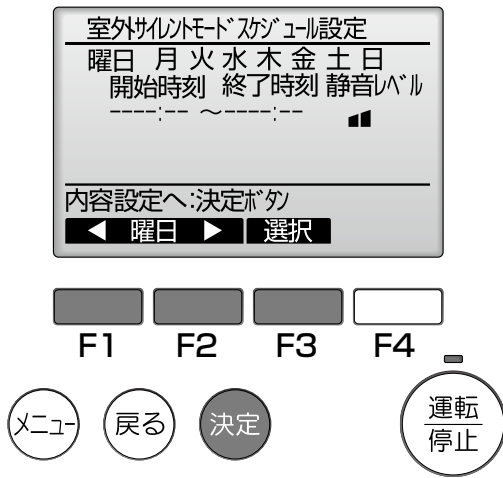 室外ｻｲﾚﾝﾄﾓｰﾄﾞｽｹｼﾞｭｰﾙ設定
曜日 月 火 水 木 金 土 日
開始時刻 終了時刻 静音ﾚﾍﾞﾙ
----:-- ～----:--
内容設定へ:決定ﾎﾞﾀﾝ
◀ 曜日 ▶ 選択
F1 F2 F3 F4
メニュー 戻る 決定 運転
停止